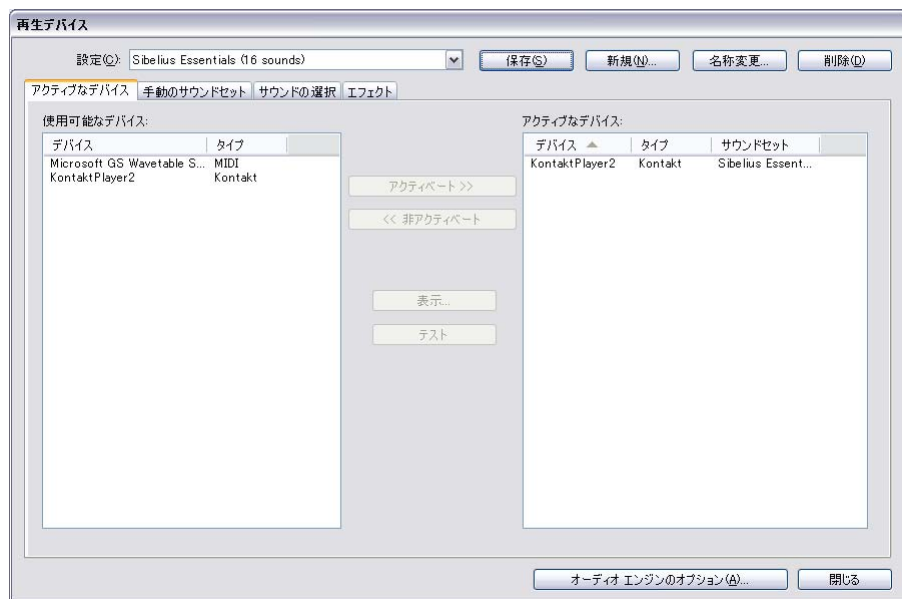 再生デバイス
設定(C): Sibelius Essentials (16 sounds) 保存(S) 新規(N)... 名称変更... 削除(D)
アクティブなデバイス 手動のサウンドセット サウンドの選択 エフェクト
使用可能なデバイス: アクティブなデバイス:
デバイス タイプ デバイス タイプ サウンドセット
Microsoft GS Wavetable S... MIDI KontaktPlayer2 Kontakt Sibelius Essent...
KontaktPlayer2 Kontakt
アクティベート >>
<< 非アクティベート
表示...
テスト
オーディオ エンジンのオプション(A)... 閉じる